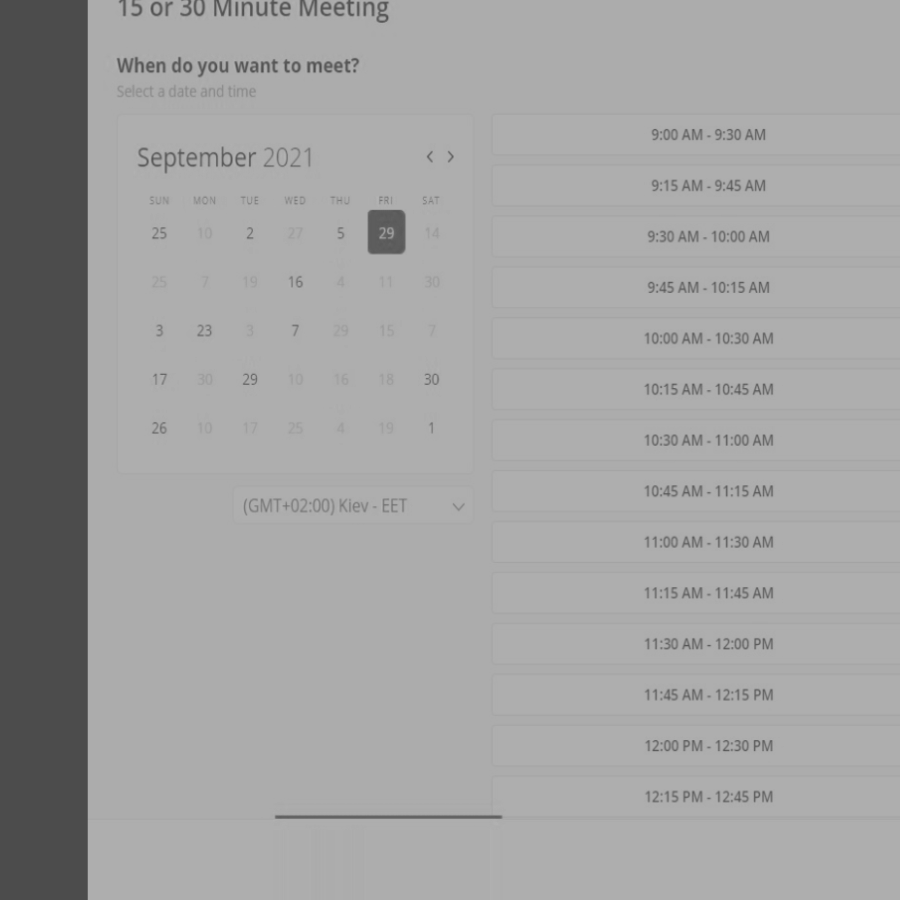 15 or 30 Minute Meeting
When do you want to meet?
Select a date and time
September 2021
SUN MON TUE WED THU FRI SAT
25 10 2 27 5 29 14
25 7 19 16 4 11 30
3 23 3 7 29 15 7
17 30 29 10 16 18 30
26 10 17 25 4 19 1
(GMT+02:00) Kiev - EET
9:00 AM - 9:30 AM
9:15 AM - 9:45 AM
9:30 AM - 10:00 AM
9:45 AM - 10:15 AM
10:00 AM - 10:30 AM
10:15 AM - 10:45 AM
10:30 AM - 11:00 AM
10:45 AM - 11:15 AM
11:00 AM - 11:30 AM
11:15 AM - 11:45 AM
11:30 AM - 12:00 PM
11:45 AM - 12:15 PM
12:00 PM - 12:30 PM
12:15 PM - 12:45 PM